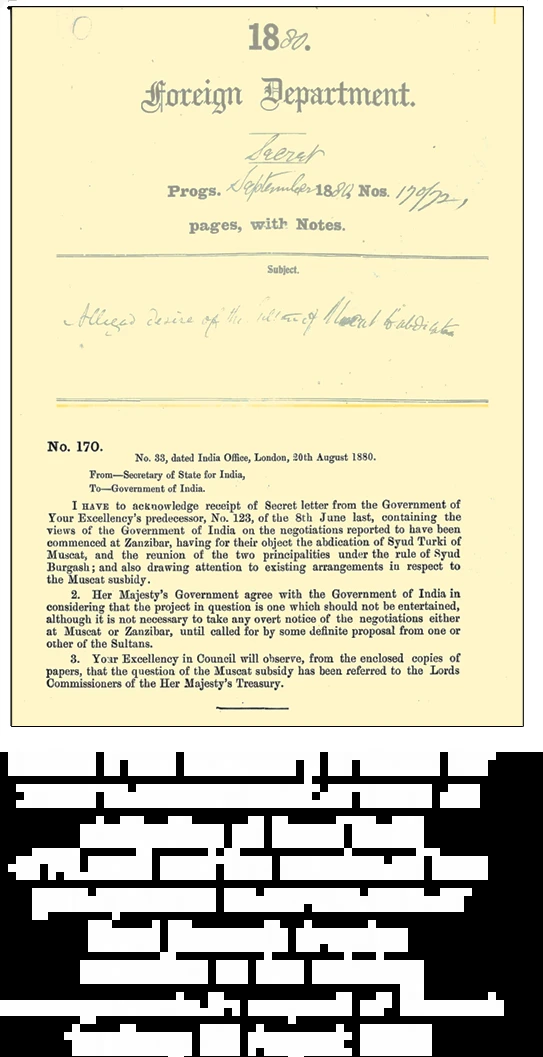 1880.
Foreign Department.
Secret
Progs. September 1880, Nos. 170/72,
pages, with Notes.
Subject.
Alleged desire of the Sultan of Muscat to abdicate
No. 170.
No. 33, dated India Office, London, 20th August 1880.
From—Secretary of State for India,
To—Government of India.
I HAVE to acknowledge receipt of Secret letter from the Government of
Your Excellency's predecessor, No. 123, of the 8th June last, containing the
views of the Government of India on the negotiations reported to have been
commenced at Zanzibar, having for their object the abdication of Syud Turki of
Muscat, and the reunion of the two principalities under the rule of Syud
Burgash; and also drawing attention to existing arrangements in respect to
the Muscat susbidy.
2. Her Majesty's Government agree with the Government of India in
considering that the project in question is one which should not be entertained,
although it is not necessary to take any overt notice of the negotiations either
at Muscat or Zanzibar, until called for by some definite proposal from one or
other of the Sultans.
3. Your Excellency in Council will observe, from the enclosed copies of
papers, that the question of the Muscat subsidy has been referred to the Lords
Commissioners of the Her Majesty's Treasury.